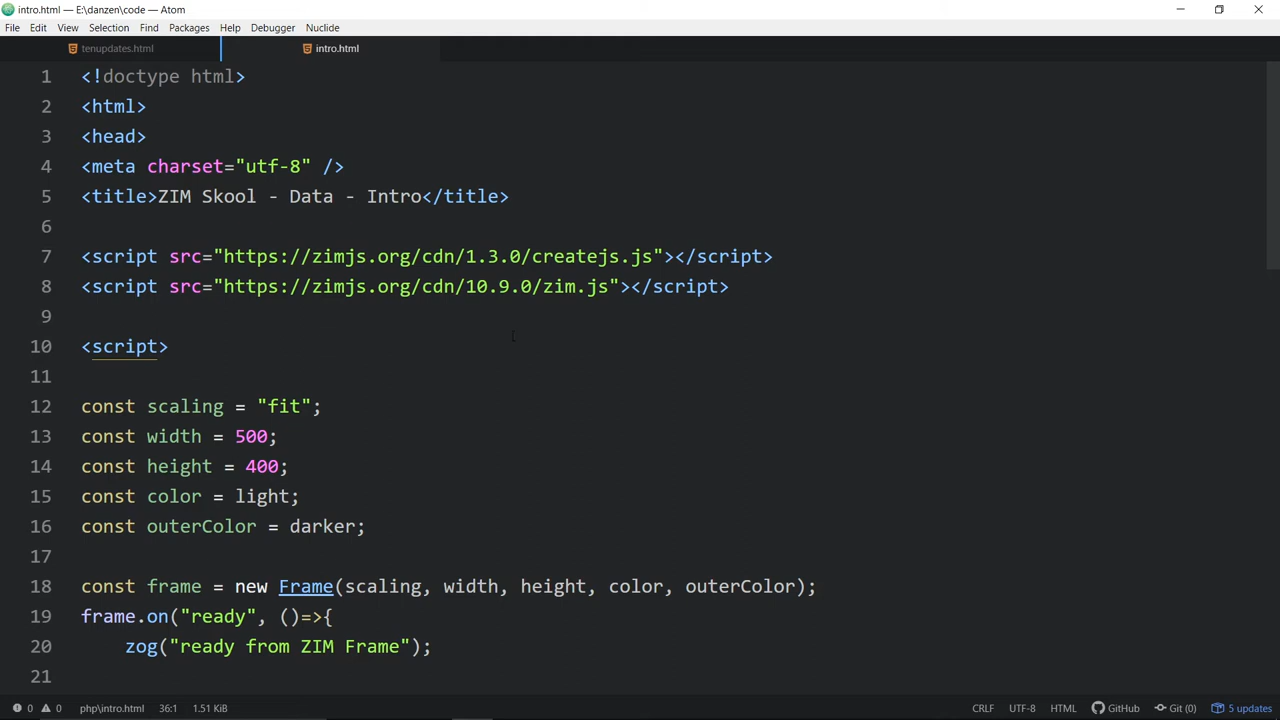 intro.html — E:\danzen\code — Atom
File Edit View Selection Find Packages Help Debugger Nuclide
tenupdates.html intro.html
1 <!doctype html>
2 <html>
3 <head>
4 <meta charset="utf-8" />
5 <title>ZIM Skool - Data - Intro</title>
6
7 <script src="https://zimjs.org/cdn/1.3.0/createjs.js"></script>
8 <script src="https://zimjs.org/cdn/10.9.0/zim.js"></script>
9
10 <script>
11
12 const scaling = "fit";
13 const width = 500;
14 const height = 400;
15 const color = light;
16 const outerColor = darker;
17
18 const frame = new Frame(scaling, width, height, color, outerColor);
19 frame.on("ready", ()=>{
20 zog("ready from ZIM Frame");
21
0 0 php\intro.html 36:1 1.51 KiB CRLF UTF-8 HTML GitHub Git (0) 5 updates